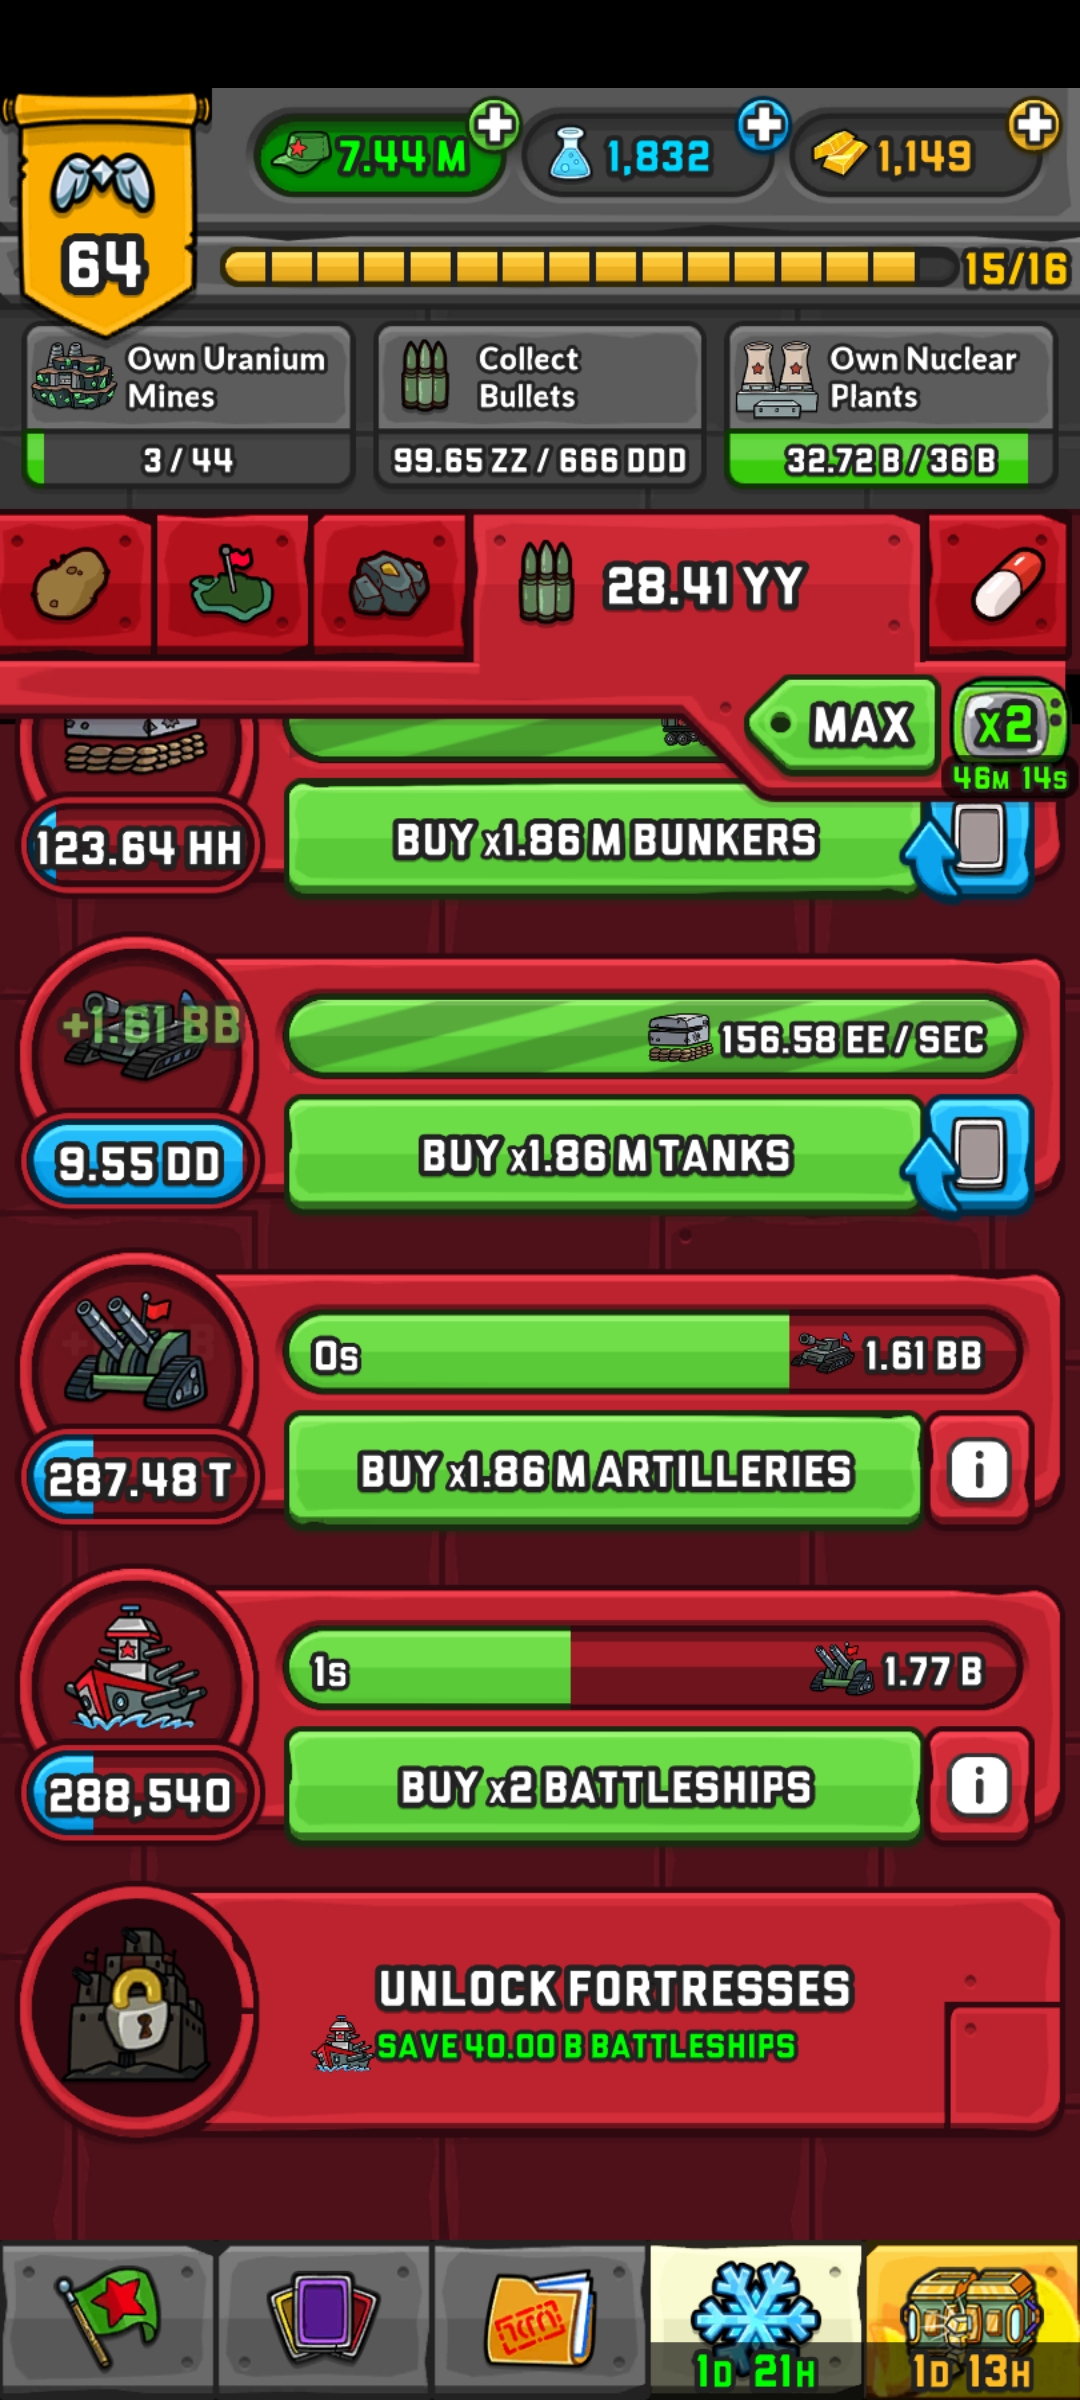 7.44 M
1,832
1,149
64
15/16
Own Uranium
Mines
3 / 44
Collect
Bullets
99.65 ZZ / 666 DDD
Own Nuclear
Plants
32.72 B / 36 B
28.41 YY
MAX
x2
46M 14S
123.64 HH
BUY x1.86 M BUNKERS
+1.61 BB
156.58 EE / SEC
9.55 DD
BUY x1.86 M TANKS
0s
1.61 BB
287.48 T
BUY x1.86 M ARTILLERIES
i
1s
1.77 B
288,540
BUY x2 BATTLESHIPS
i
UNLOCK FORTRESSES
SAVE 40.00 B BATTLESHIPS
1D 21H
1D 13H